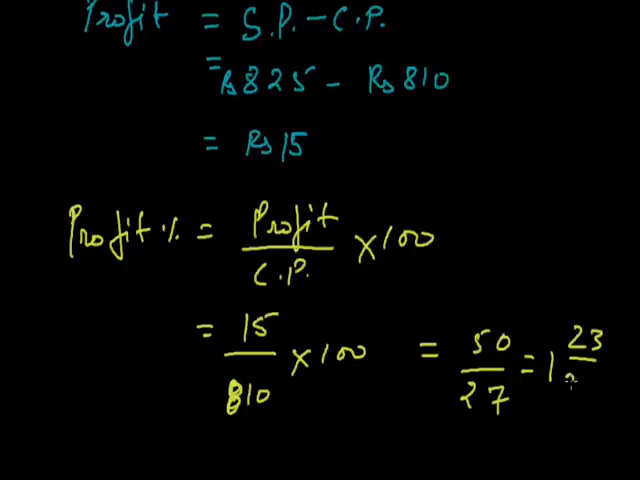 Profit = S.P. - C.P.
= Rs 825 - Rs 810
= Rs 15
Profit % = Profit / C.P. × 100
= 15 / 810 × 100 = 50 / 27 = 1 23 /